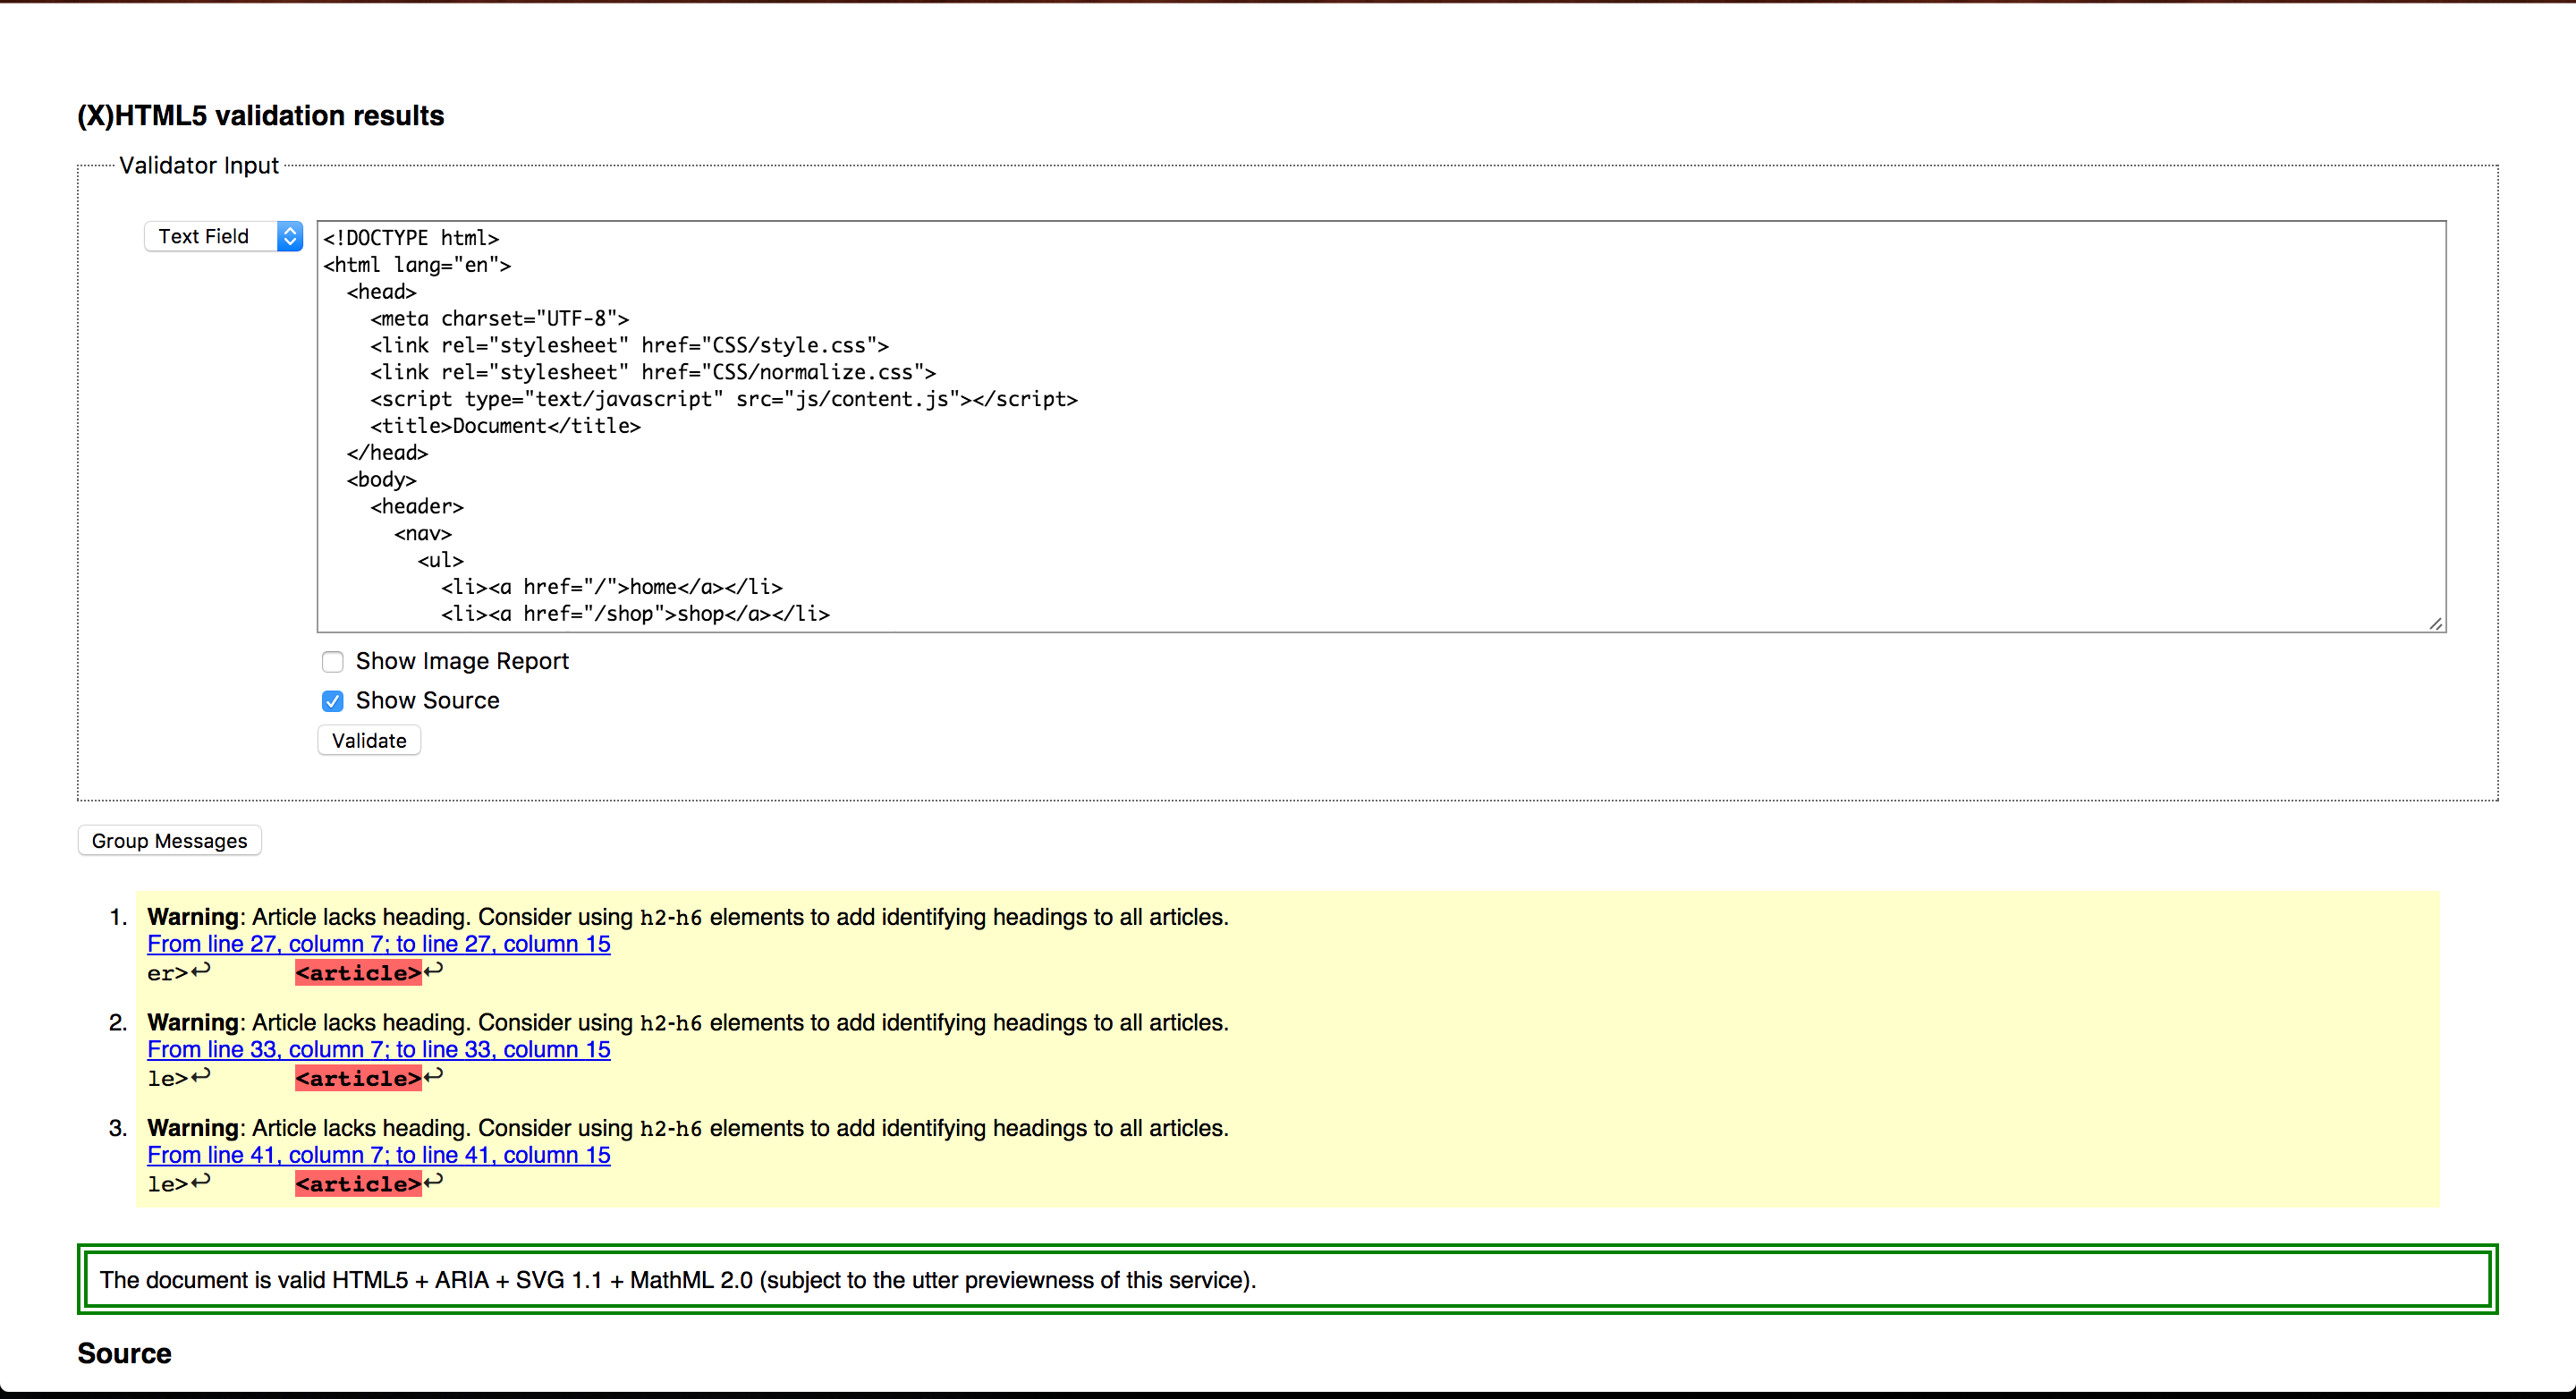 (X)HTML5 validation results
Validator Input
Text Field
<!DOCTYPE html>
<html lang="en">
  <head>
    <meta charset="UTF-8">
    <link rel="stylesheet" href="CSS/style.css">
    <link rel="stylesheet" href="CSS/normalize.css">
    <script type="text/javascript" src="js/content.js"></script>
    <title>Document</title>
  </head>
  <body>
    <header>
      <nav>
        <ul>
          <li><a href="/">home</a></li>
          <li><a href="/shop">shop</a></li>
Show Image Report
Show Source
Validate
Group Messages
1. Warning: Article lacks heading. Consider using h2-h6 elements to add identifying headings to all articles.
From line 27, column 7; to line 27, column 15
er>↩ <article>↩
2. Warning: Article lacks heading. Consider using h2-h6 elements to add identifying headings to all articles.
From line 33, column 7; to line 33, column 15
le>↩ <article>↩
3. Warning: Article lacks heading. Consider using h2-h6 elements to add identifying headings to all articles.
From line 41, column 7; to line 41, column 15
le>↩ <article>↩
The document is valid HTML5 + ARIA + SVG 1.1 + MathML 2.0 (subject to the utter previewness of this service).
Source